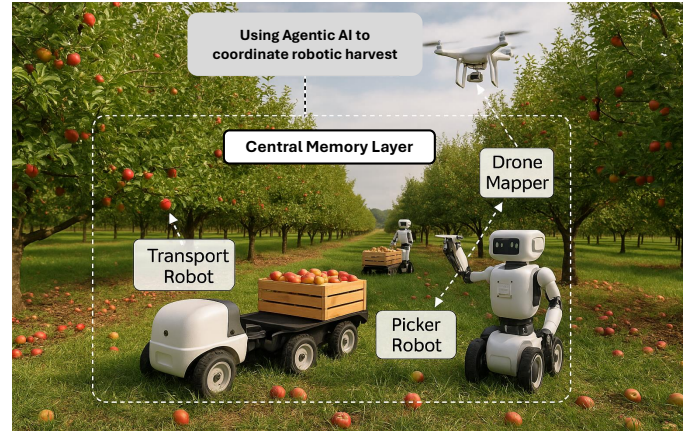 Using Agentic AI to
coordinate robotic harvest
Central Memory Layer
Drone
Mapper
Transport
Robot
Picker
Robot